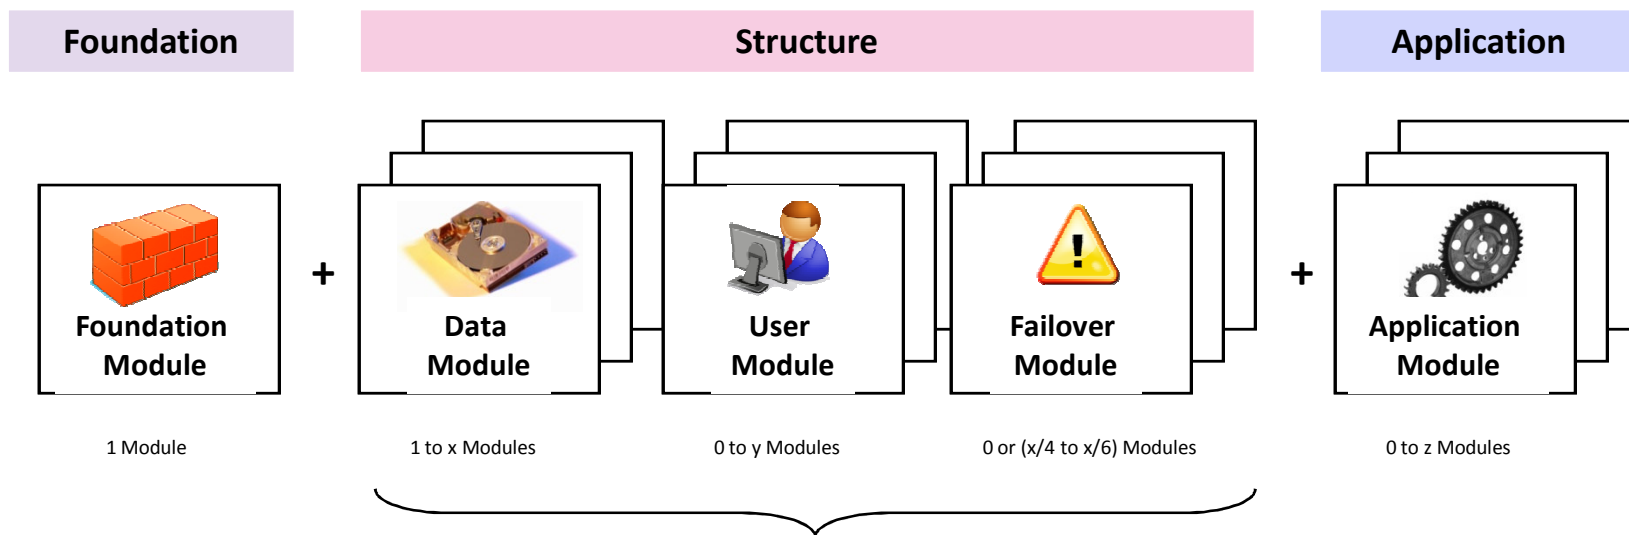 Foundation
Structure
Application
+
+
!
Foundation
Module
Data
Module
User
Module
Failover
Module
Application
Module
1 Module
1 to x Modules
0 to y Modules
0 or (x/4 to x/6) Modules
0 to z Modules